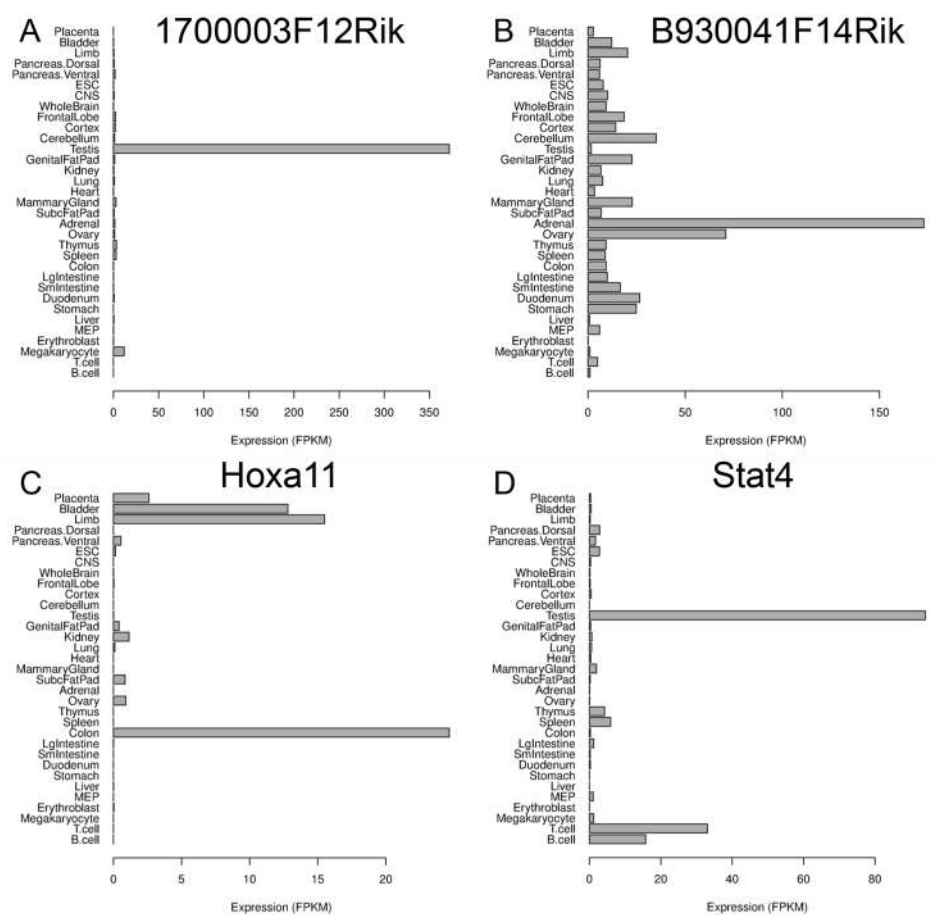 A 1700003F12Rik
Placenta
Bladder
Limb
Pancreas.Dorsal
Pancreas.Ventral
ESC
CNS
WholeBrain
FrontalLobe
Cortex
Cerebellum
Testis
GenitalFatPad
Kidney
Lung
Heart
MammaryGland
SubcFatPad
Adrenal
Ovary
Thymus
Spleen
Colon
LgIntestine
SmIntestine
Duodenum
Stomach
Liver
MEP
Erythroblast
Megakaryocyte
T.cell
B.cell
0 50 100 150 200 250 300 350
Expression (FPKM)
B B930041F14Rik
Placenta
Bladder
Limb
Pancreas.Dorsal
Pancreas.Ventral
ESC
CNS
WholeBrain
FrontalLobe
Cortex
Cerebellum
Testis
GenitalFatPad
Kidney
Lung
Heart
MammaryGland
SubcFatPad
Adrenal
Ovary
Thymus
Spleen
Colon
LgIntestine
SmIntestine
Duodenum
Stomach
Liver
MEP
Erythroblast
Megakaryocyte
T.cell
B.cell
0 50 100 150
Expression (FPKM)
C Hoxa11
Placenta
Bladder
Limb
Pancreas.Dorsal
Pancreas.Ventral
ESC
CNS
WholeBrain
FrontalLobe
Cortex
Cerebellum
Testis
GenitalFatPad
Kidney
Lung
Heart
MammaryGland
SubcFatPad
Adrenal
Ovary
Thymus
Spleen
Colon
LgIntestine
SmIntestine
Duodenum
Stomach
Liver
MEP
Erythroblast
Megakaryocyte
T.cell
B.cell
0 5 10 15 20
Expression (FPKM)
D Stat4
Placenta
Bladder
Limb
Pancreas.Dorsal
Pancreas.Ventral
ESC
CNS
WholeBrain
FrontalLobe
Cortex
Cerebellum
Testis
GenitalFatPad
Kidney
Lung
Heart
MammaryGland
SubcFatPad
Adrenal
Ovary
Thymus
Spleen
Colon
LgIntestine
SmIntestine
Duodenum
Stomach
Liver
MEP
Erythroblast
Megakaryocyte
T.cell
B.cell
0 20 40 60 80
Expression (FPKM)